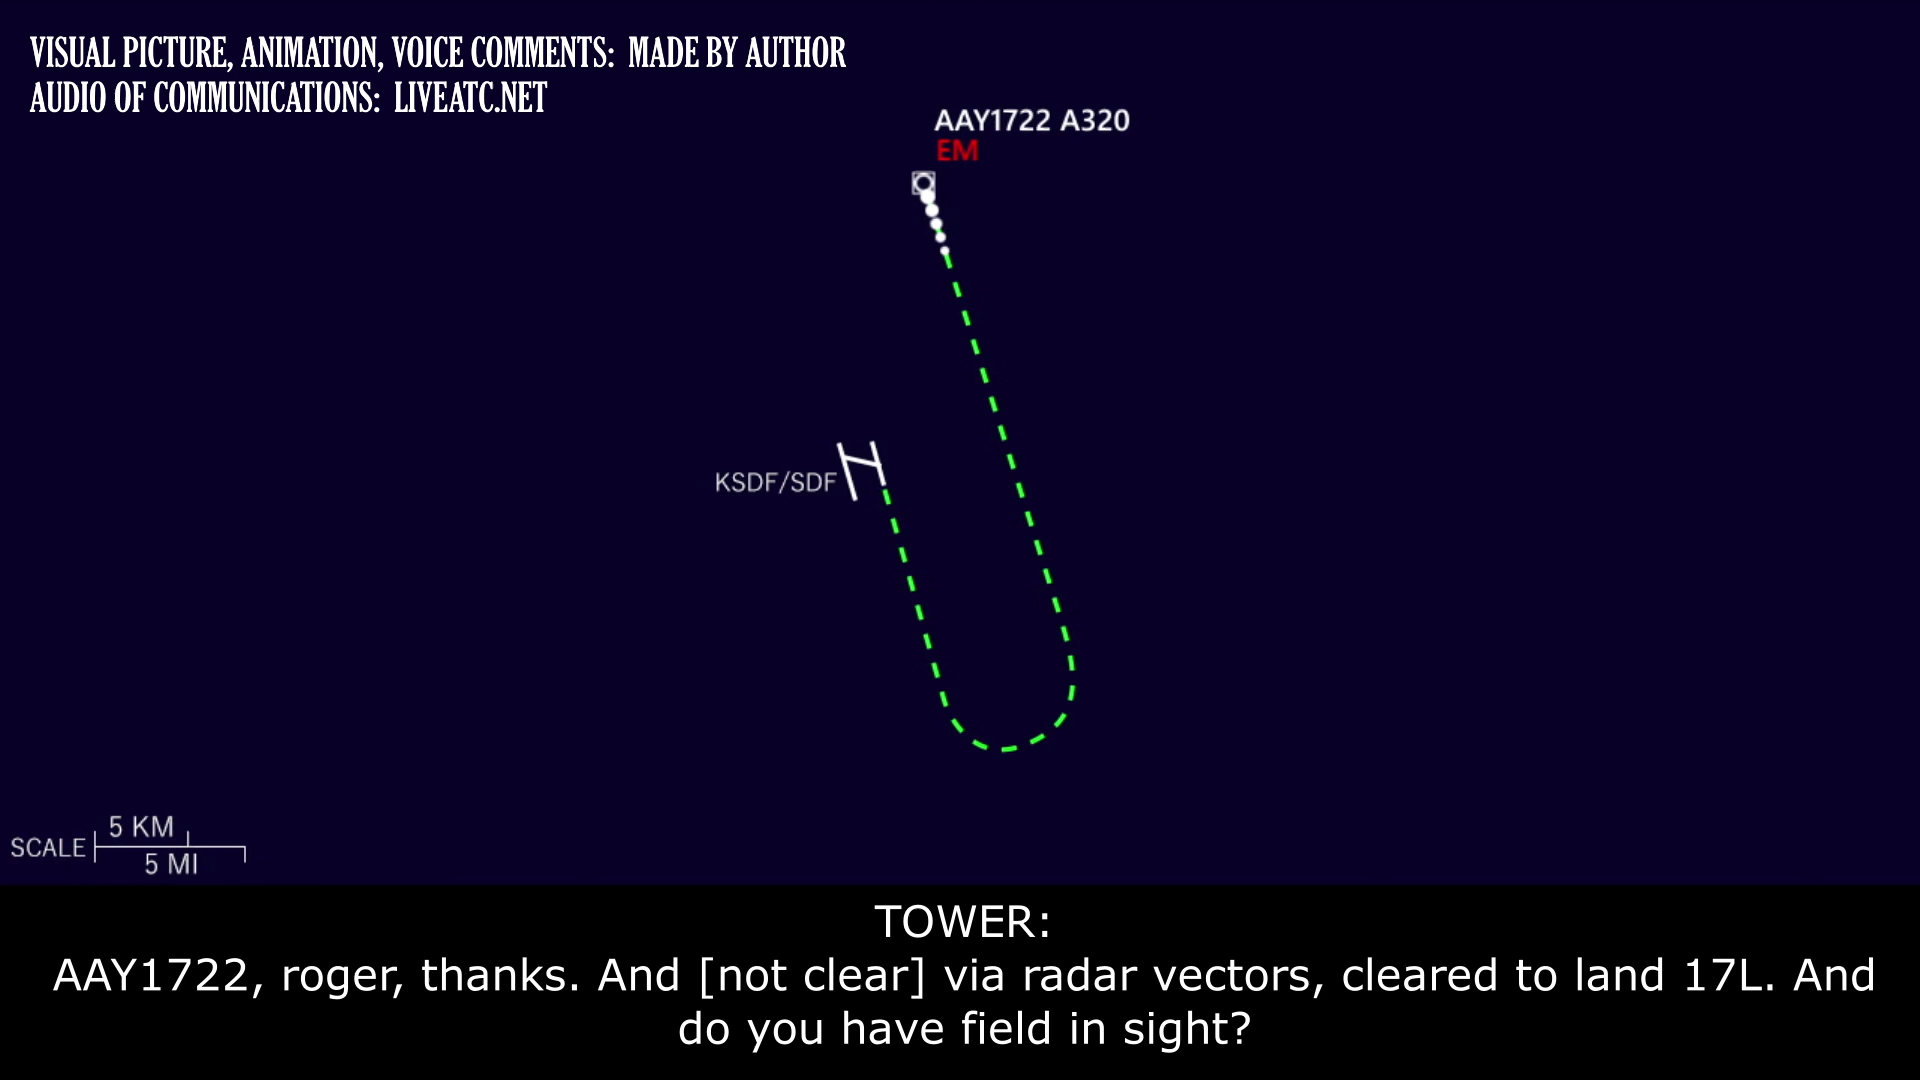 VISUAL PICTURE, ANIMATION, VOICE COMMENTS: MADE BY AUTHOR
AUDIO OF COMMUNICATIONS: LIVEATC.NET
AAY1722 A320
EM
KSDF/SDF
5 KM
SCALE
5 MI
TOWER:
AAY1722, roger, thanks. And [not clear] via radar vectors, cleared to land 17L. And
do you have field in sight?